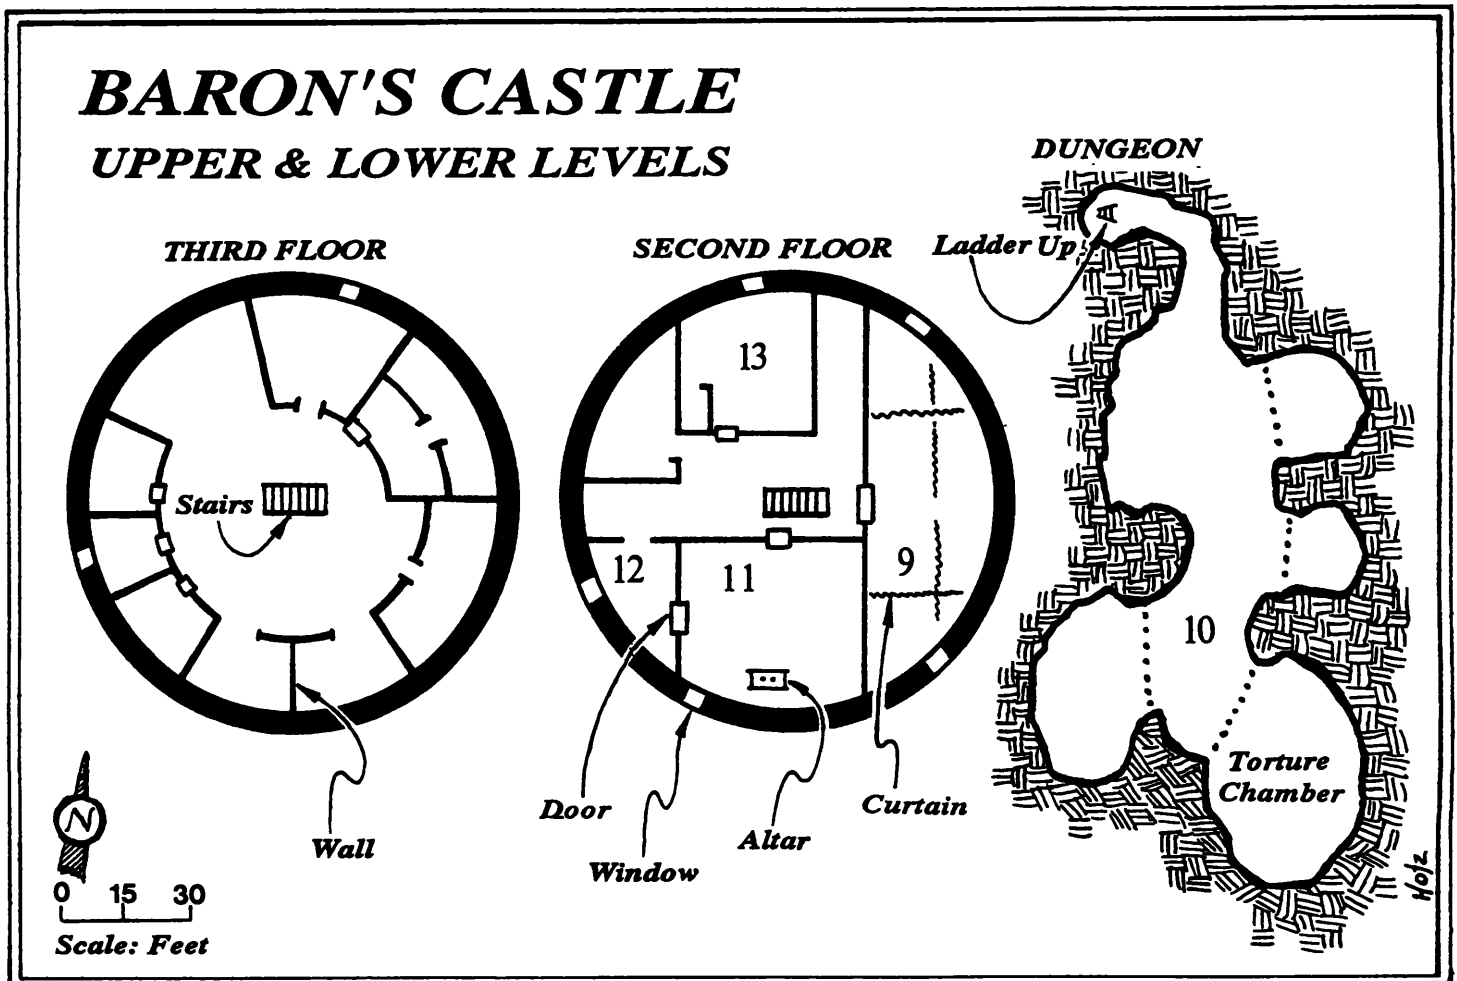 BARON'S CASTLE
UPPER & LOWER LEVELS
DUNGEON
THIRD FLOOR
SECOND FLOOR
Ladder Up
13
Stairs
12
11
9
10
Torture
Chamber
Door
Window
Altar
Curtain
Wall
N
0 15 30
Scale: Feet
Holz